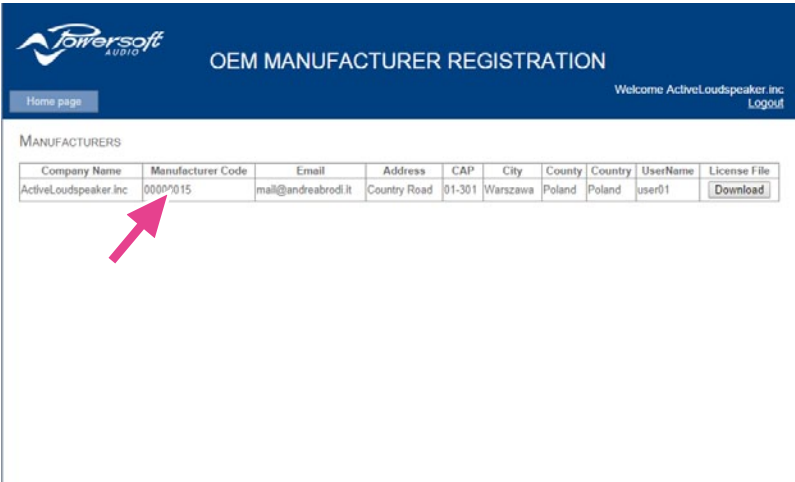 Powersoft
AUDIO
OEM MANUFACTURER REGISTRATION
Welcome ActiveLoudspeaker.inc
Home page
Logout
MANUFACTURERS
Company Name Manufacturer Code Email Address CAP City County Country UserName License File
ActiveLoudspeaker.inc 00000015 mail@andreabrodi.it Country Road 01-301 Warszawa Poland Poland user01 Download